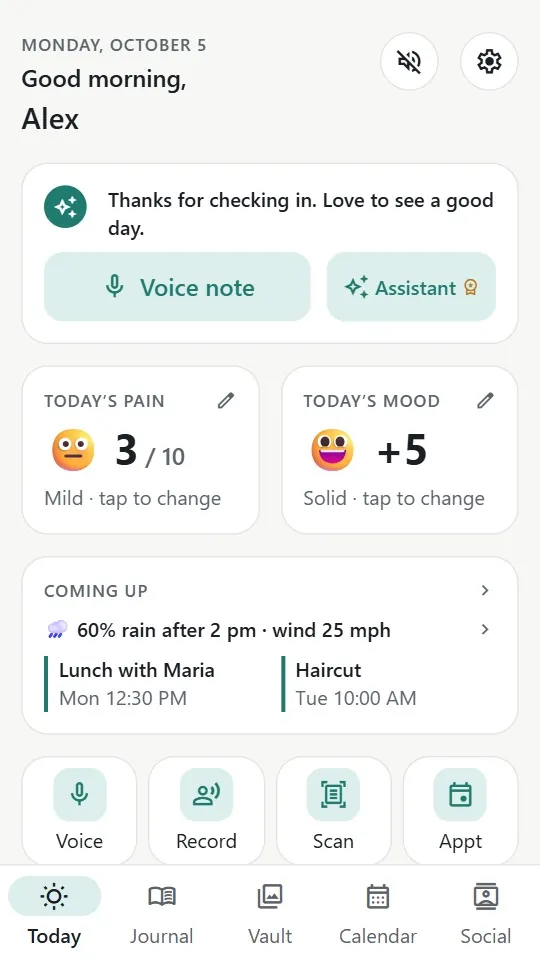 MONDAY, OCTOBER 5
Good morning,
Alex
Thanks for checking in. Love to see a good
day.
Voice note
Assistant
TODAY’S PAIN
3 / 10
Mild · tap to change
TODAY’S MOOD
+5
Solid · tap to change
COMING UP
60% rain after 2 pm · wind 25 mph
Lunch with Maria
Mon 12:30 PM
Haircut
Tue 10:00 AM
Voice
Record
Scan
Appt
Today
Journal
Vault
Calendar
Social